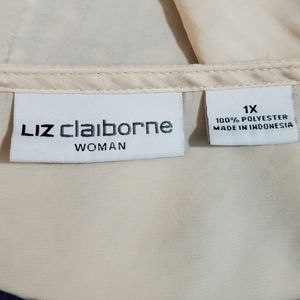 LIZ claiborne
WOMAN
1X
100% POLYESTER
MADE IN INDONESIA